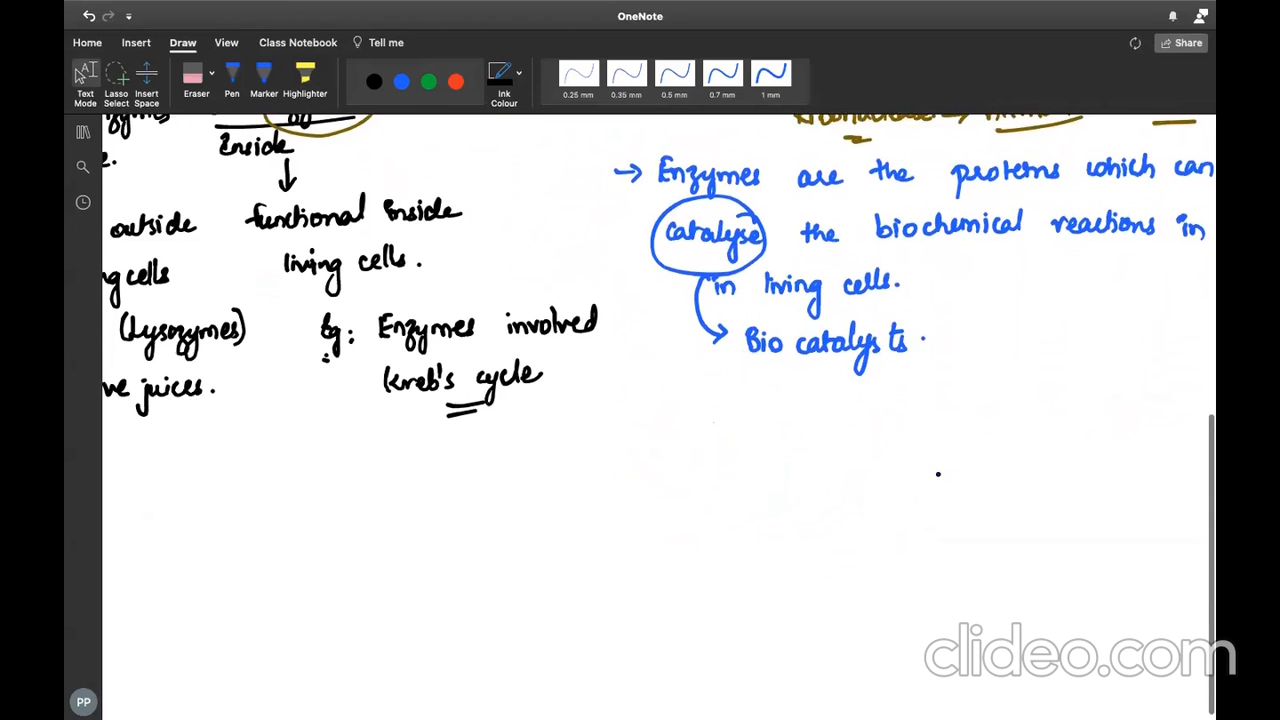 OneNote
Home Insert Draw View Class Notebook Tell me
Share
Text Mode
Lasso Select
Insert Space
Eraser
Pen
Marker
Highlighter
Ink Colour
0.25 mm 0.35 mm 0.5 mm 0.7 mm 1 mm
Inside
outside
functional inside
living cells.
(Lysozymes)
juices.
Eg: Enzymes involved
Kreb's cycle
→ Enzymes are the proteins which can
catalyse the biochemical reactions in
in living cells.
Bio catalysts.
PP
clideo.com